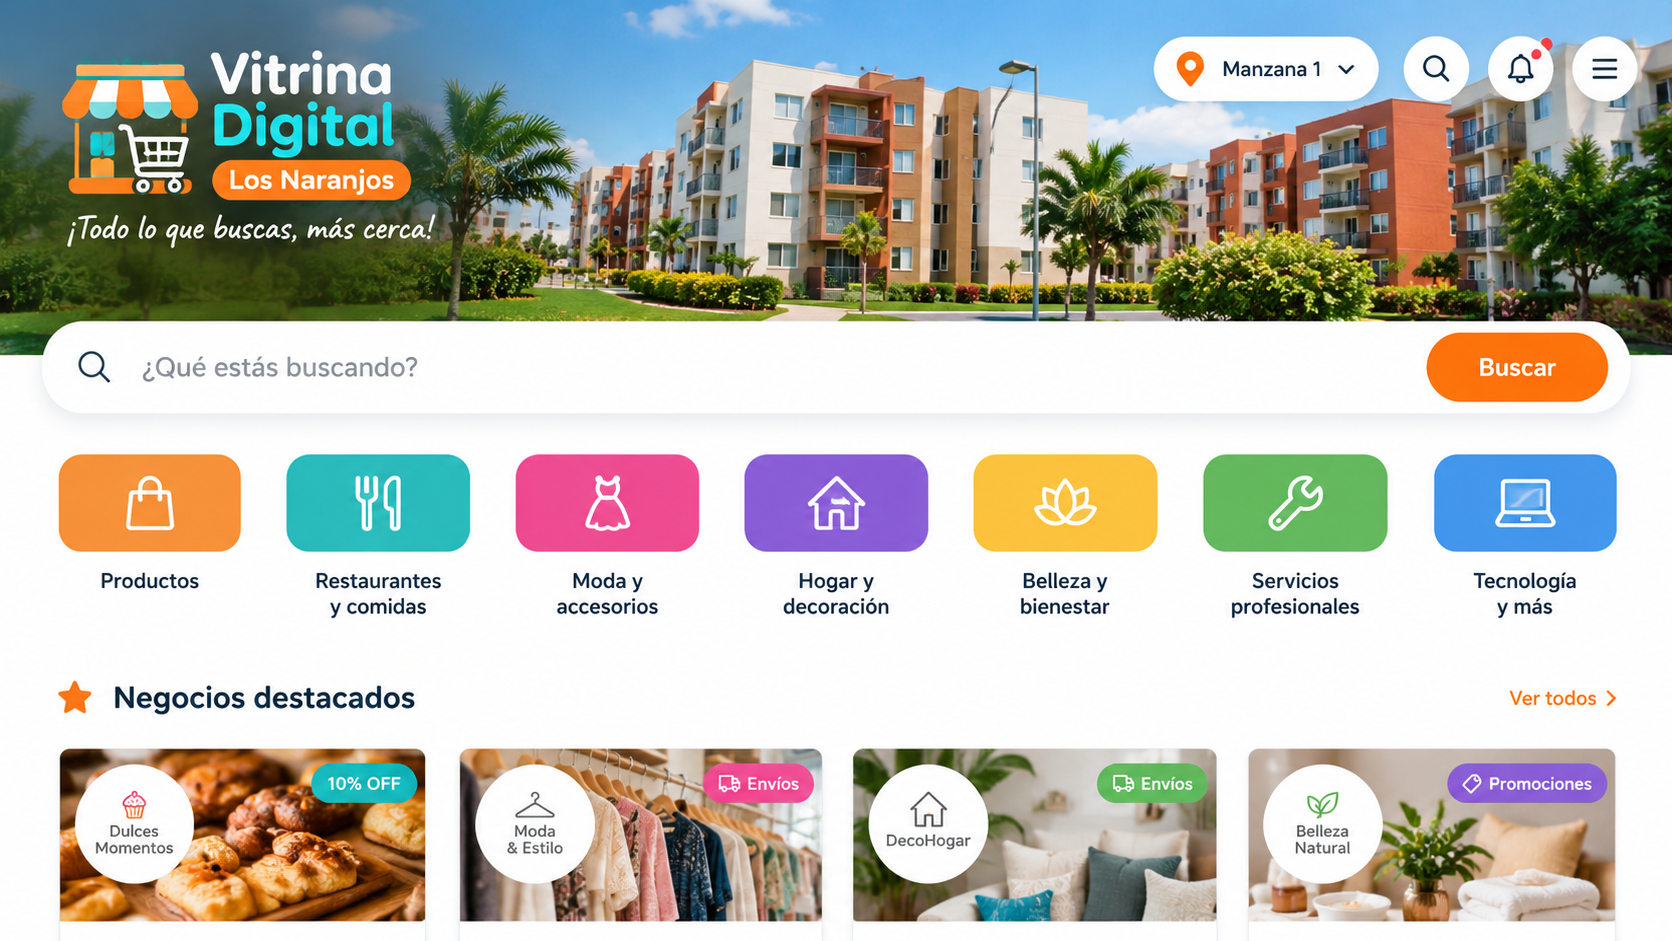 Vitrina
Digital
Los Naranjos
¡Todo lo que buscas, más cerca!
Manzana 1
¿Qué estás buscando?
Buscar
Productos
Restaurantes
y comidas
Moda y
accesorios
Hogar y
decoración
Belleza y
bienestar
Servicios
profesionales
Tecnología
y más
Negocios destacados
Ver todos
Dulces
Momentos
10% OFF
Moda
& Estilo
Envíos
DecoHogar
Envíos
Belleza
Natural
Promociones